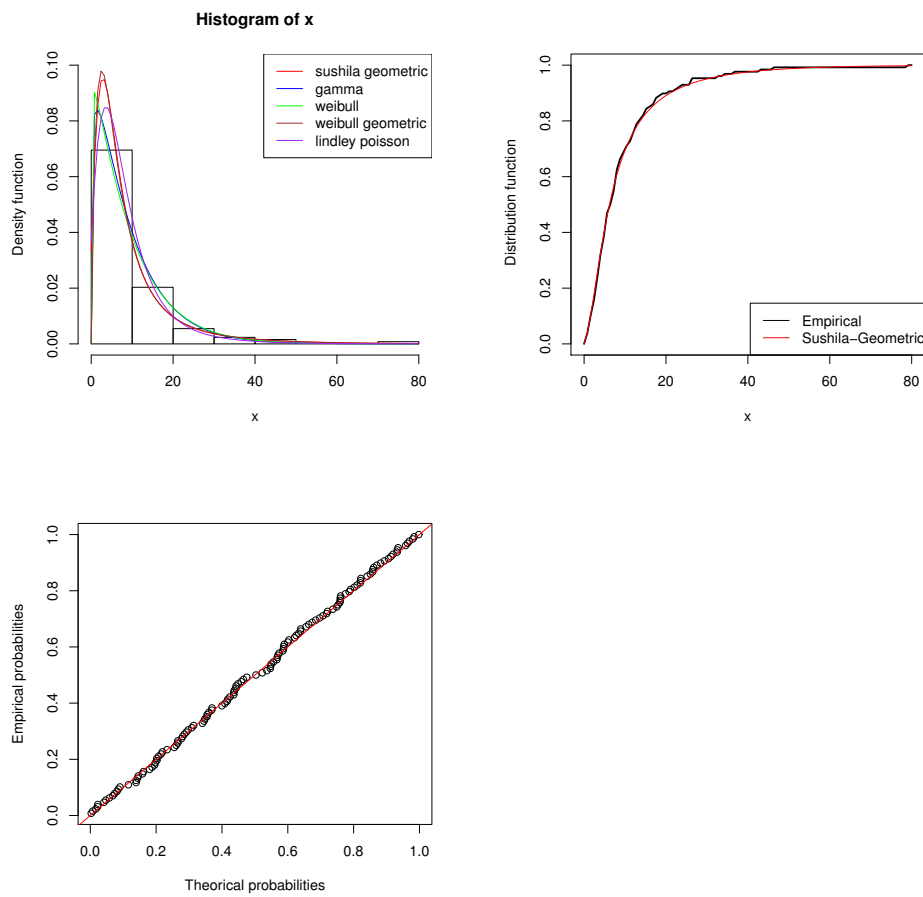 Histogram of x
Density function
0.00 0.02 0.04 0.06 0.08 0.10
sushila geometric
gamma
weibull
weibull geometric
lindley poisson
0 20 40 60 80
x
Distribution function
0.0 0.2 0.4 0.6 0.8 1.0
Empirical
Sushila−Geometric
0 20 40 60 80
x
Empirical probabilities
0.0 0.2 0.4 0.6 0.8 1.0
0.0 0.2 0.4 0.6 0.8 1.0
Theorical probabilities